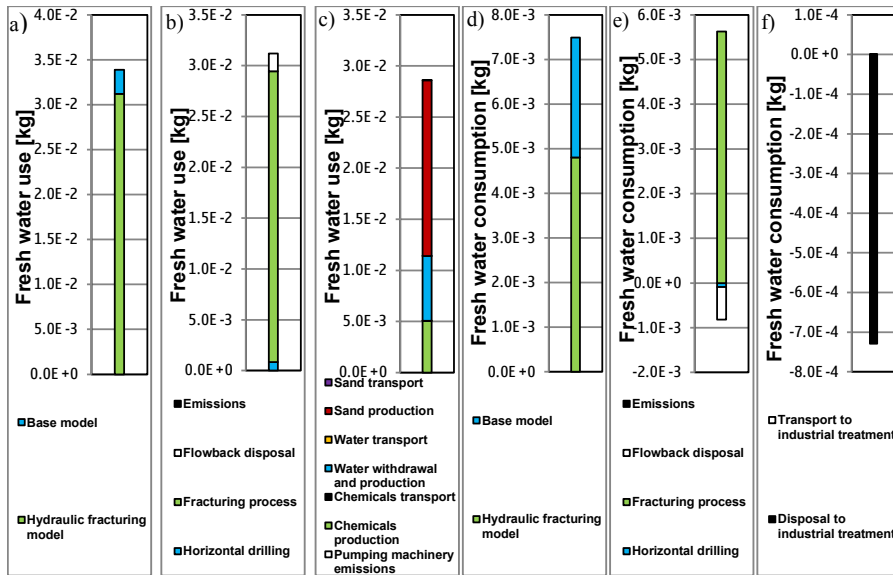 a)
Fresh water use [kg]
4.0E -2
3.5E -2
3.0E -2
2.5E -2
2.0E -2
1.5E -2
1.0E -2
5.0E -3
0.0E +0
Base model
Hydraulic fracturing
model
b)
Fresh water use [kg]
3.5E -2
3.0E -2
2.5E -2
2.0E -2
1.5E -2
1.0E -2
5.0E -3
0.0E +0
Emissions
Flowback disposal
Fracturing process
Horizontal drilling
c)
Fresh water use [kg]
3.5E -2
3.0E -2
2.5E -2
2.0E -2
1.5E -2
1.0E -2
5.0E -3
0.0E +0
Sand transport
Sand production
Water transport
Water withdrawal
and production
Chemicals transport
Chemicals
production
Pumping machinery
emissions
d)
Fresh water consumption [kg]
8.0E -3
7.0E -3
6.0E -3
5.0E -3
4.0E -3
3.0E -3
2.0E -3
1.0E -3
0.0E +0
Base model
Hydraulic fracturing
model
e)
Fresh water consumption [kg]
6.0E -3
5.0E -3
4.0E -3
3.0E -3
2.0E -3
1.0E -3
0.0E +0
-1.0E -3
-2.0E -3
Emissions
Flowback disposal
Fracturing process
Horizontal drilling
f)
Fresh water consumption [kg]
1.0E -4
0.0E +0
-1.0E -4
-2.0E -4
-3.0E -4
-4.0E -4
-5.0E -4
-6.0E -4
-7.0E -4
-8.0E -4
Transport to
industrial treatment
Disposal to
industrial treatment